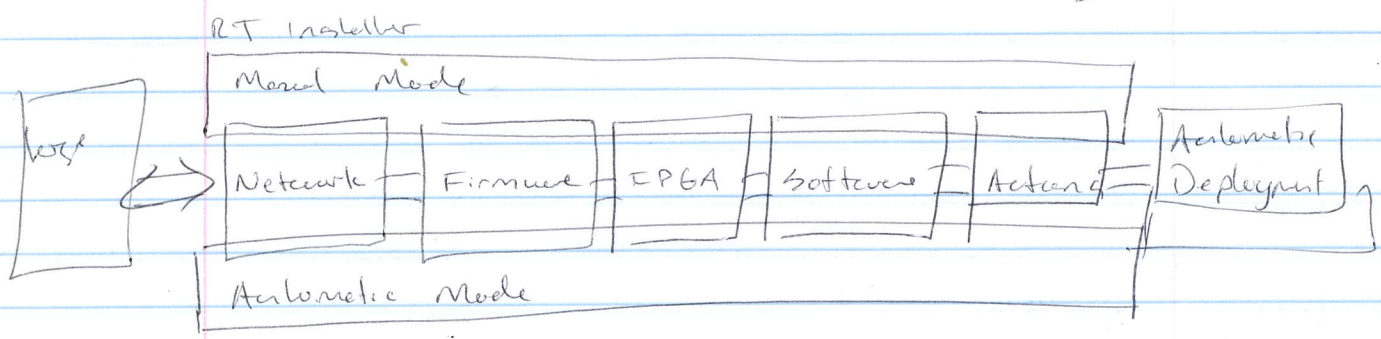 RT Installer
Manual Mode
Network
Firmware
FPGA
Software
Actions
Automatic
Deployment
Automatic Mode